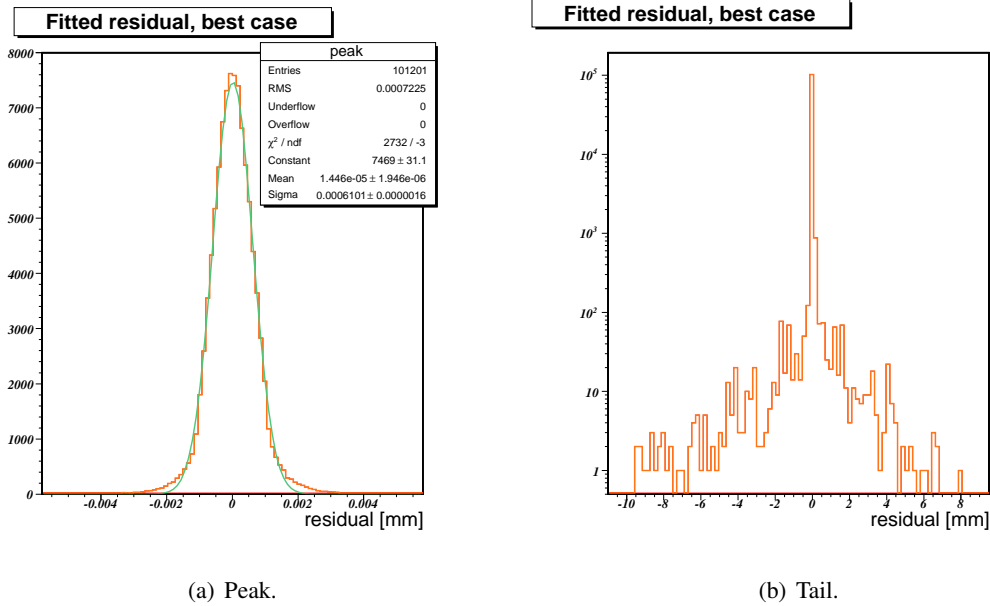 Fitted residual, best case
8000
7000
6000
5000
4000
3000
2000
1000
0
-0.004
-0.002
0
0.002
0.004
residual [mm]
peak
Entries 101201
RMS 0.0007225
Underflow 0
Overflow 0
χ² / ndf 2732 / -3
Constant 7469 ± 31.1
Mean 1.446e-05 ± 1.946e-06
Sigma 0.0006101 ± 0.0000016
(a) Peak.
Fitted residual, best case
10⁵
10⁴
10³
10²
10
1
-10
-8
-6
-4
-2
0
2
4
6
8
residual [mm]
(b) Tail.